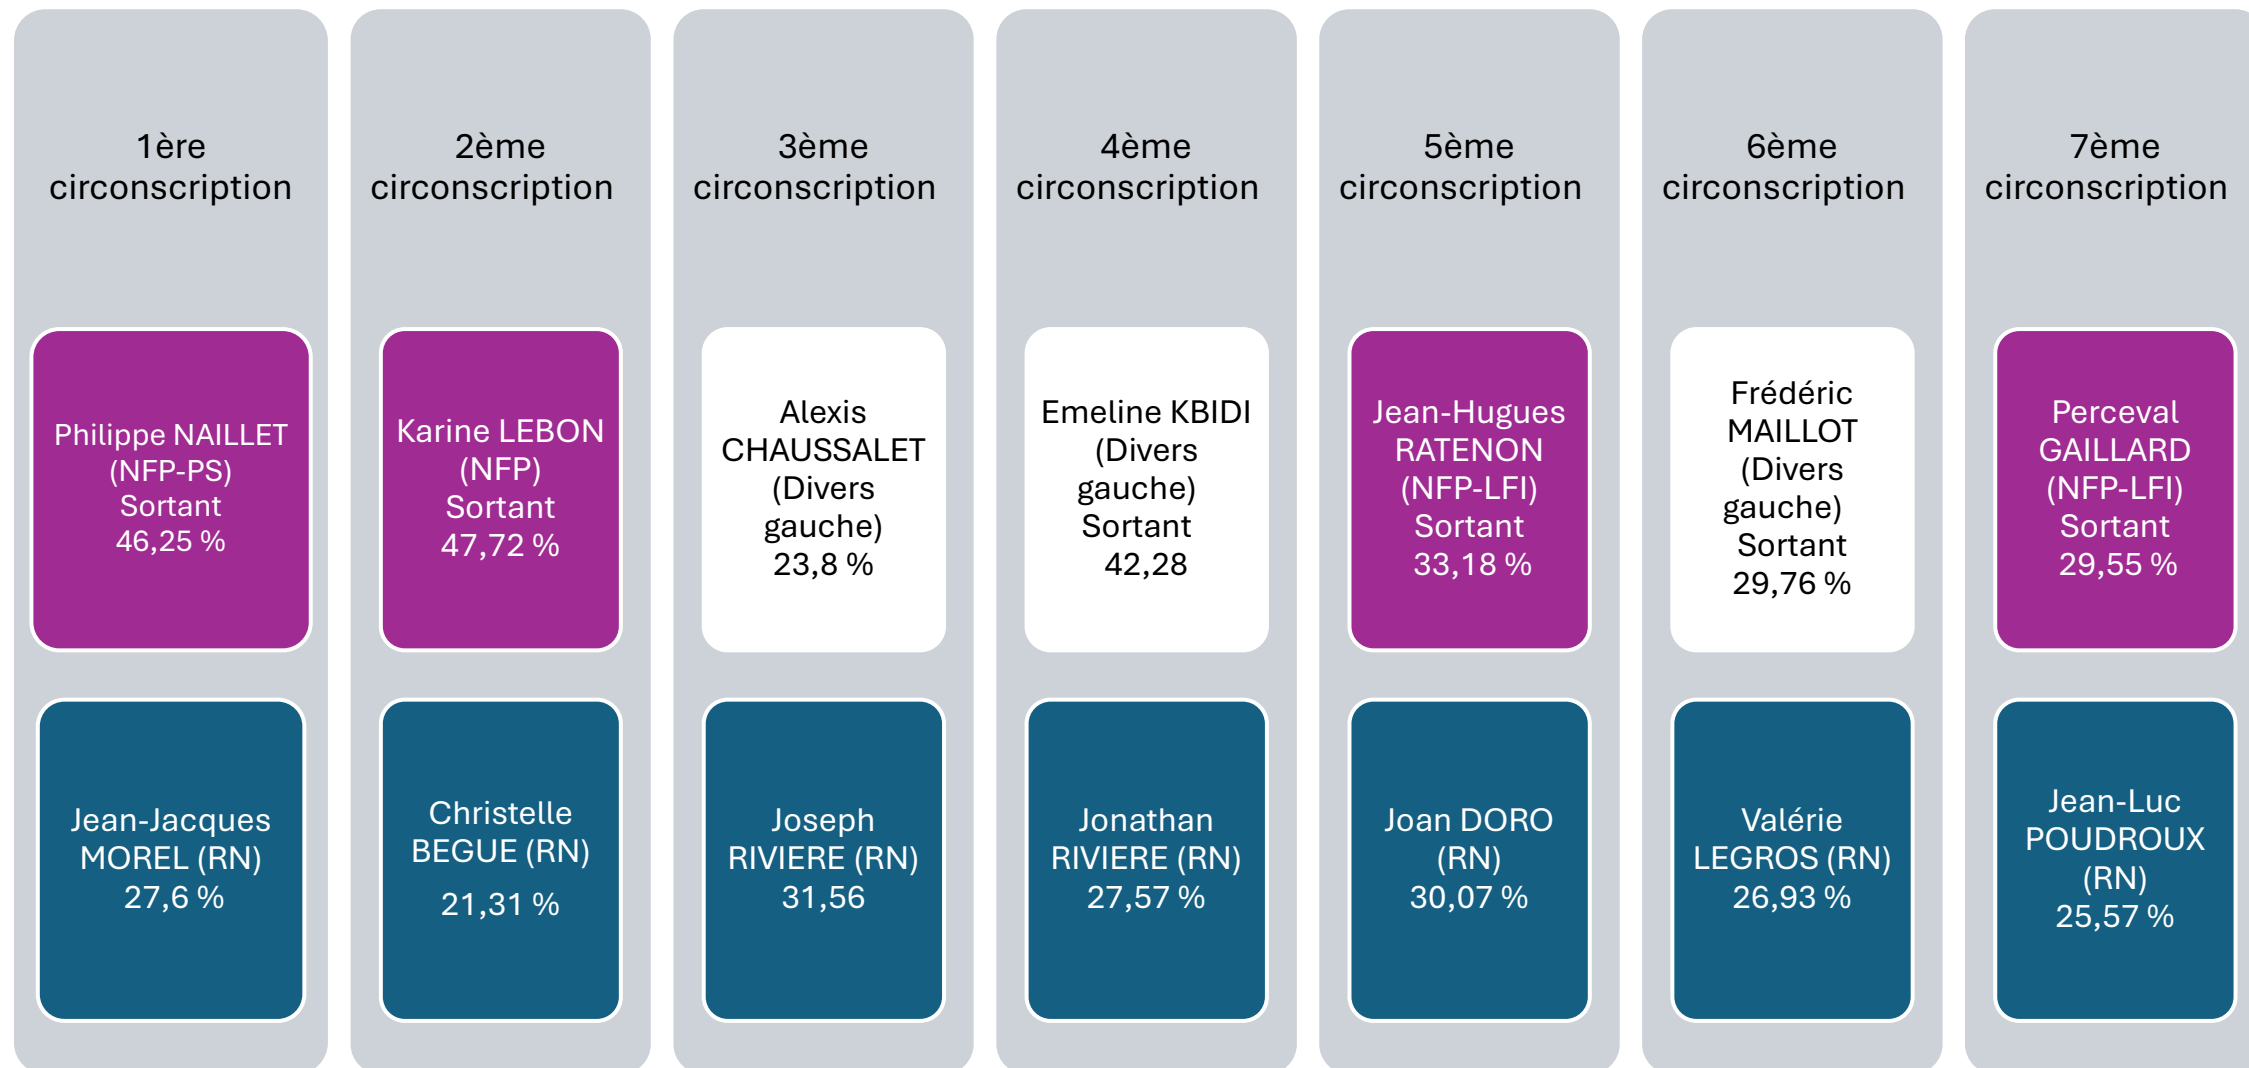 1ère
circonscription
Philippe NAILLET
(NFP-PS)
Sortant
46,25 %
Jean-Jacques
MOREL (RN)
27,6 %
2ème
circonscription
Karine LEBON
(NFP)
Sortant
47,72 %
Christelle
BEGUE (RN)
21,31 %
3ème
circonscription
Alexis
CHAUSSALET
(Divers
gauche)
23,8 %
Joseph
RIVIERE (RN)
31,56
4ème
circonscription
Emeline KBIDI
(Divers
gauche)
Sortant
42,28
Jonathan
RIVIERE (RN)
27,57 %
5ème
circonscription
Jean-Hugues
RATENON
(NFP-LFI)
Sortant
33,18 %
Joan DORO
(RN)
30,07 %
6ème
circonscription
Frédéric
MAILLOT
(Divers
gauche)
Sortant
29,76 %
Valérie
LEGROS (RN)
26,93 %
7ème
circonscription
Perceval
GAILLARD
(NFP-LFI)
Sortant
29,55 %
Jean-Luc
POUDROUX
(RN)
25,57 %